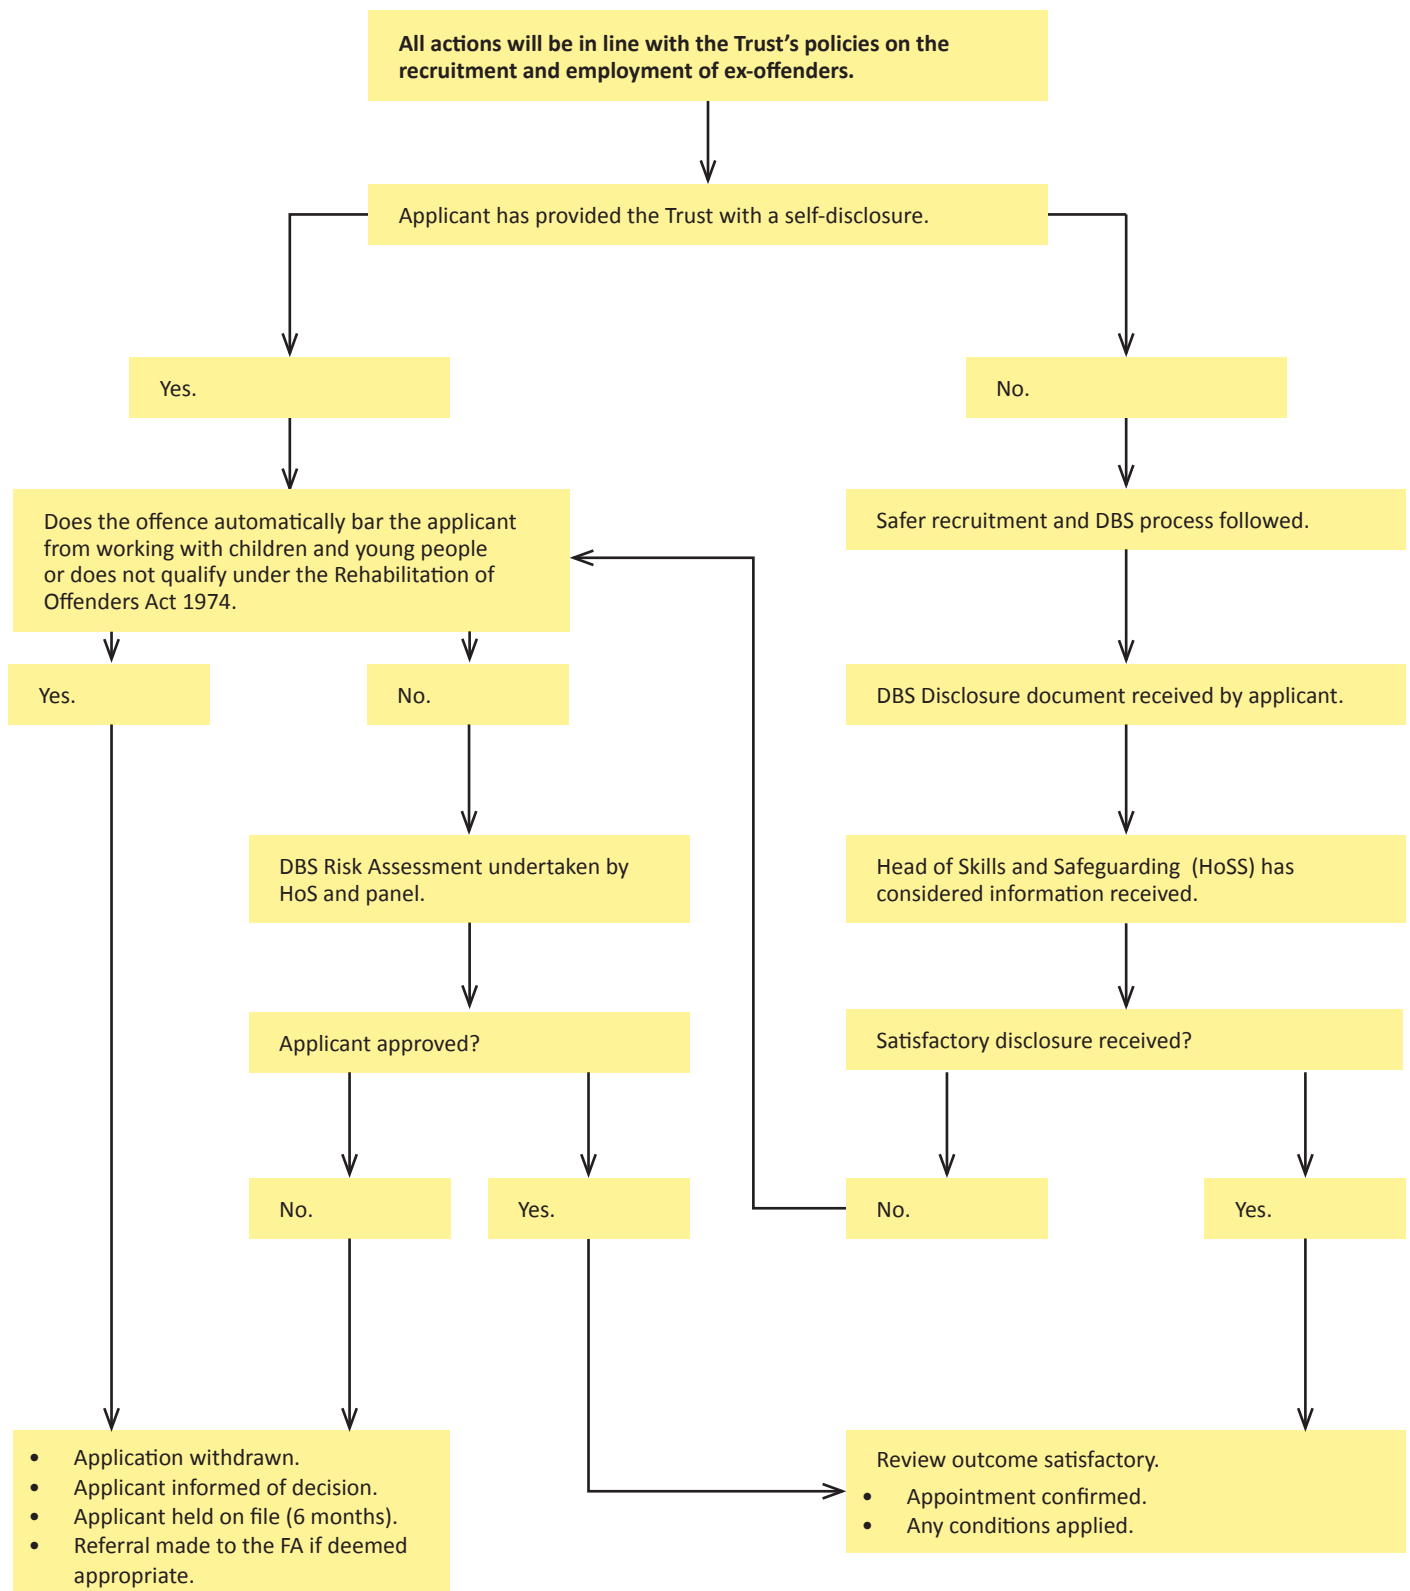 All actions will be in line with the Trust’s policies on the
recruitment and employment of ex-offenders.
Applicant has provided the Trust with a self-disclosure.
Yes.
No.
Does the offence automatically bar the applicant
from working with children and young people
or does not qualify under the Rehabilitation of
Offenders Act 1974.
Safer recruitment and DBS process followed.
Yes.
No.
DBS Disclosure document received by applicant.
DBS Risk Assessment undertaken by
HoS and panel.
Head of Skills and Safeguarding (HoSS) has
considered information received.
Applicant approved?
Satisfactory disclosure received?
No.
Yes.
No.
Yes.
• Application withdrawn.
• Applicant informed of decision.
• Applicant held on file (6 months).
• Referral made to the FA if deemed
appropriate.
Review outcome satisfactory.
• Appointment confirmed.
• Any conditions applied.